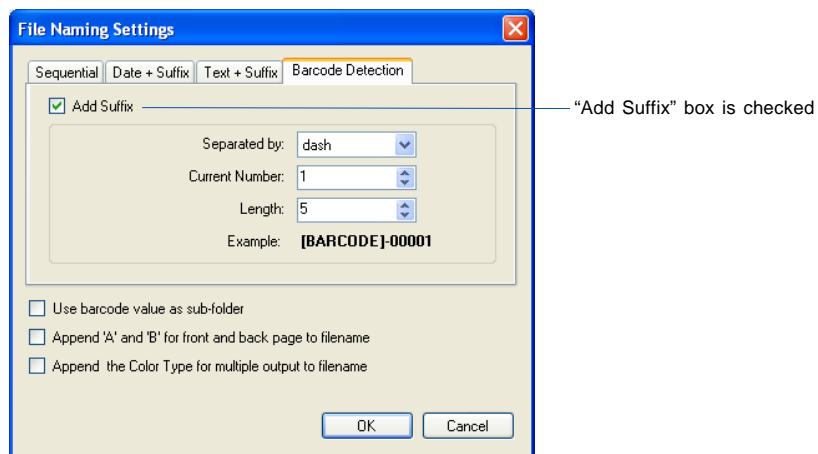 File Naming Settings
Sequential Date + Suffix Text + Suffix Barcode Detection
Add Suffix
“Add Suffix” box is checked
Separated by: dash
Current Number: 1
Length: 5
Example: [BARCODE]-00001
Use barcode value as sub-folder
Append 'A' and 'B' for front and back page to filename
Append the Color Type for multiple output to filename
OK Cancel